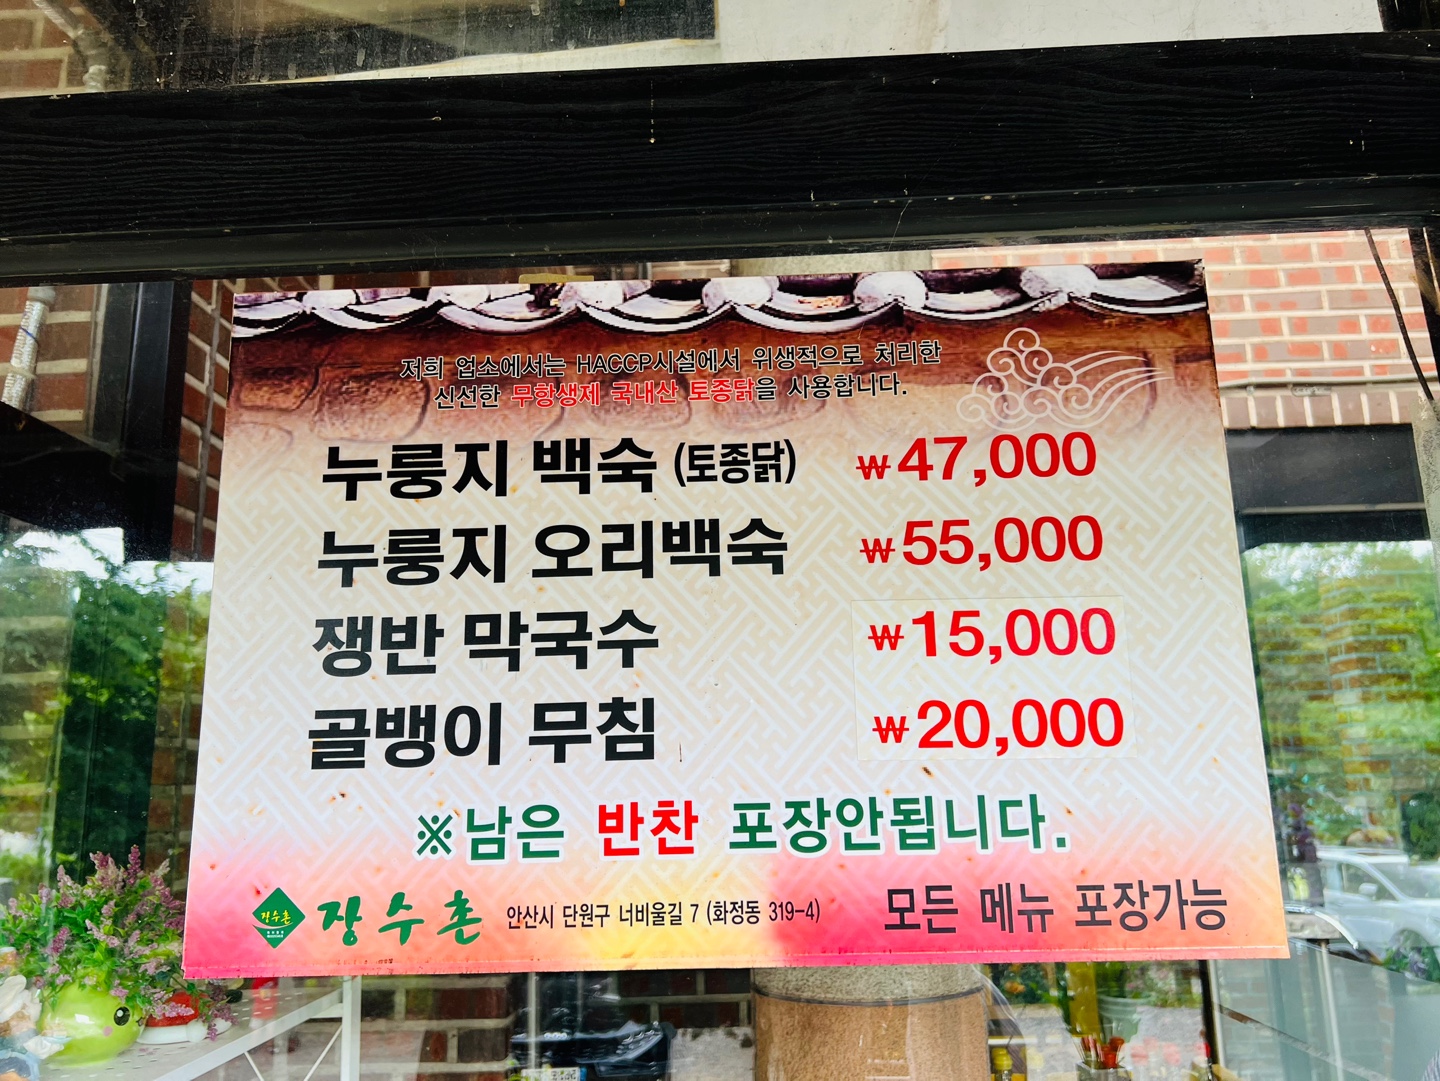 저희 업소에서는 HACCP시설에서 위생적으로 처리한
신선한 무항생제 국내산 토종닭을 사용합니다.
누룽지 백숙 (토종닭) ₩47,000
누룽지 오리백숙 ₩55,000
쟁반 막국수 ₩15,000
골뱅이 무침 ₩20,000
※남은 반찬 포장안됩니다.
장수촌 장수촌 안산시 단원구 너비울길 7 (화정동 319-4) 모든 메뉴 포장가능